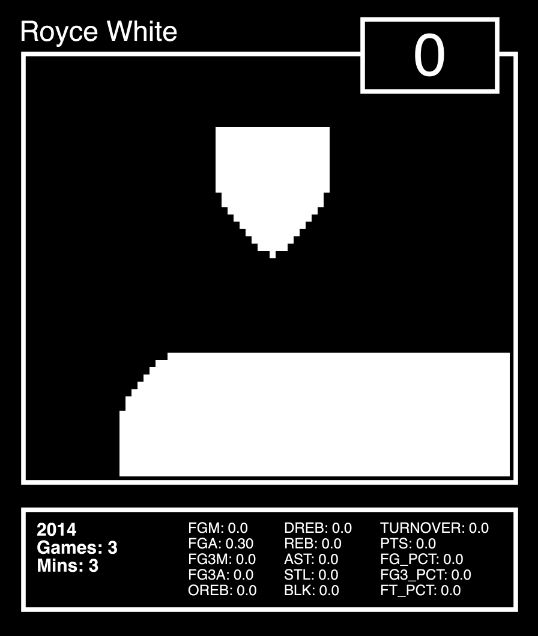 Royce White
0
2014
Games: 3
Mins: 3
FGM: 0.0
FGA: 0.30
FG3M: 0.0
FG3A: 0.0
OREB: 0.0
DREB: 0.0
REB: 0.0
AST: 0.0
STL: 0.0
BLK: 0.0
TURNOVER: 0.0
PTS: 0.0
FG_PCT: 0.0
FG3_PCT: 0.0
FT_PCT: 0.0